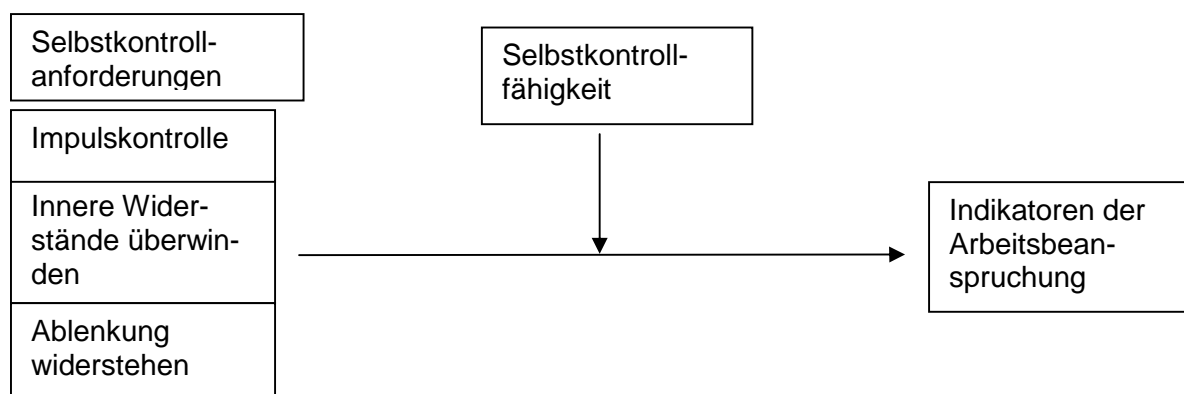 Selbstkontroll-
anforderungen
Impulskontrolle
Innere Wider-
stände überwin-
den
Ablenkung
widerstehen
Selbstkontroll-
fähigkeit
Indikatoren der
Arbeitsbean-
spruchung